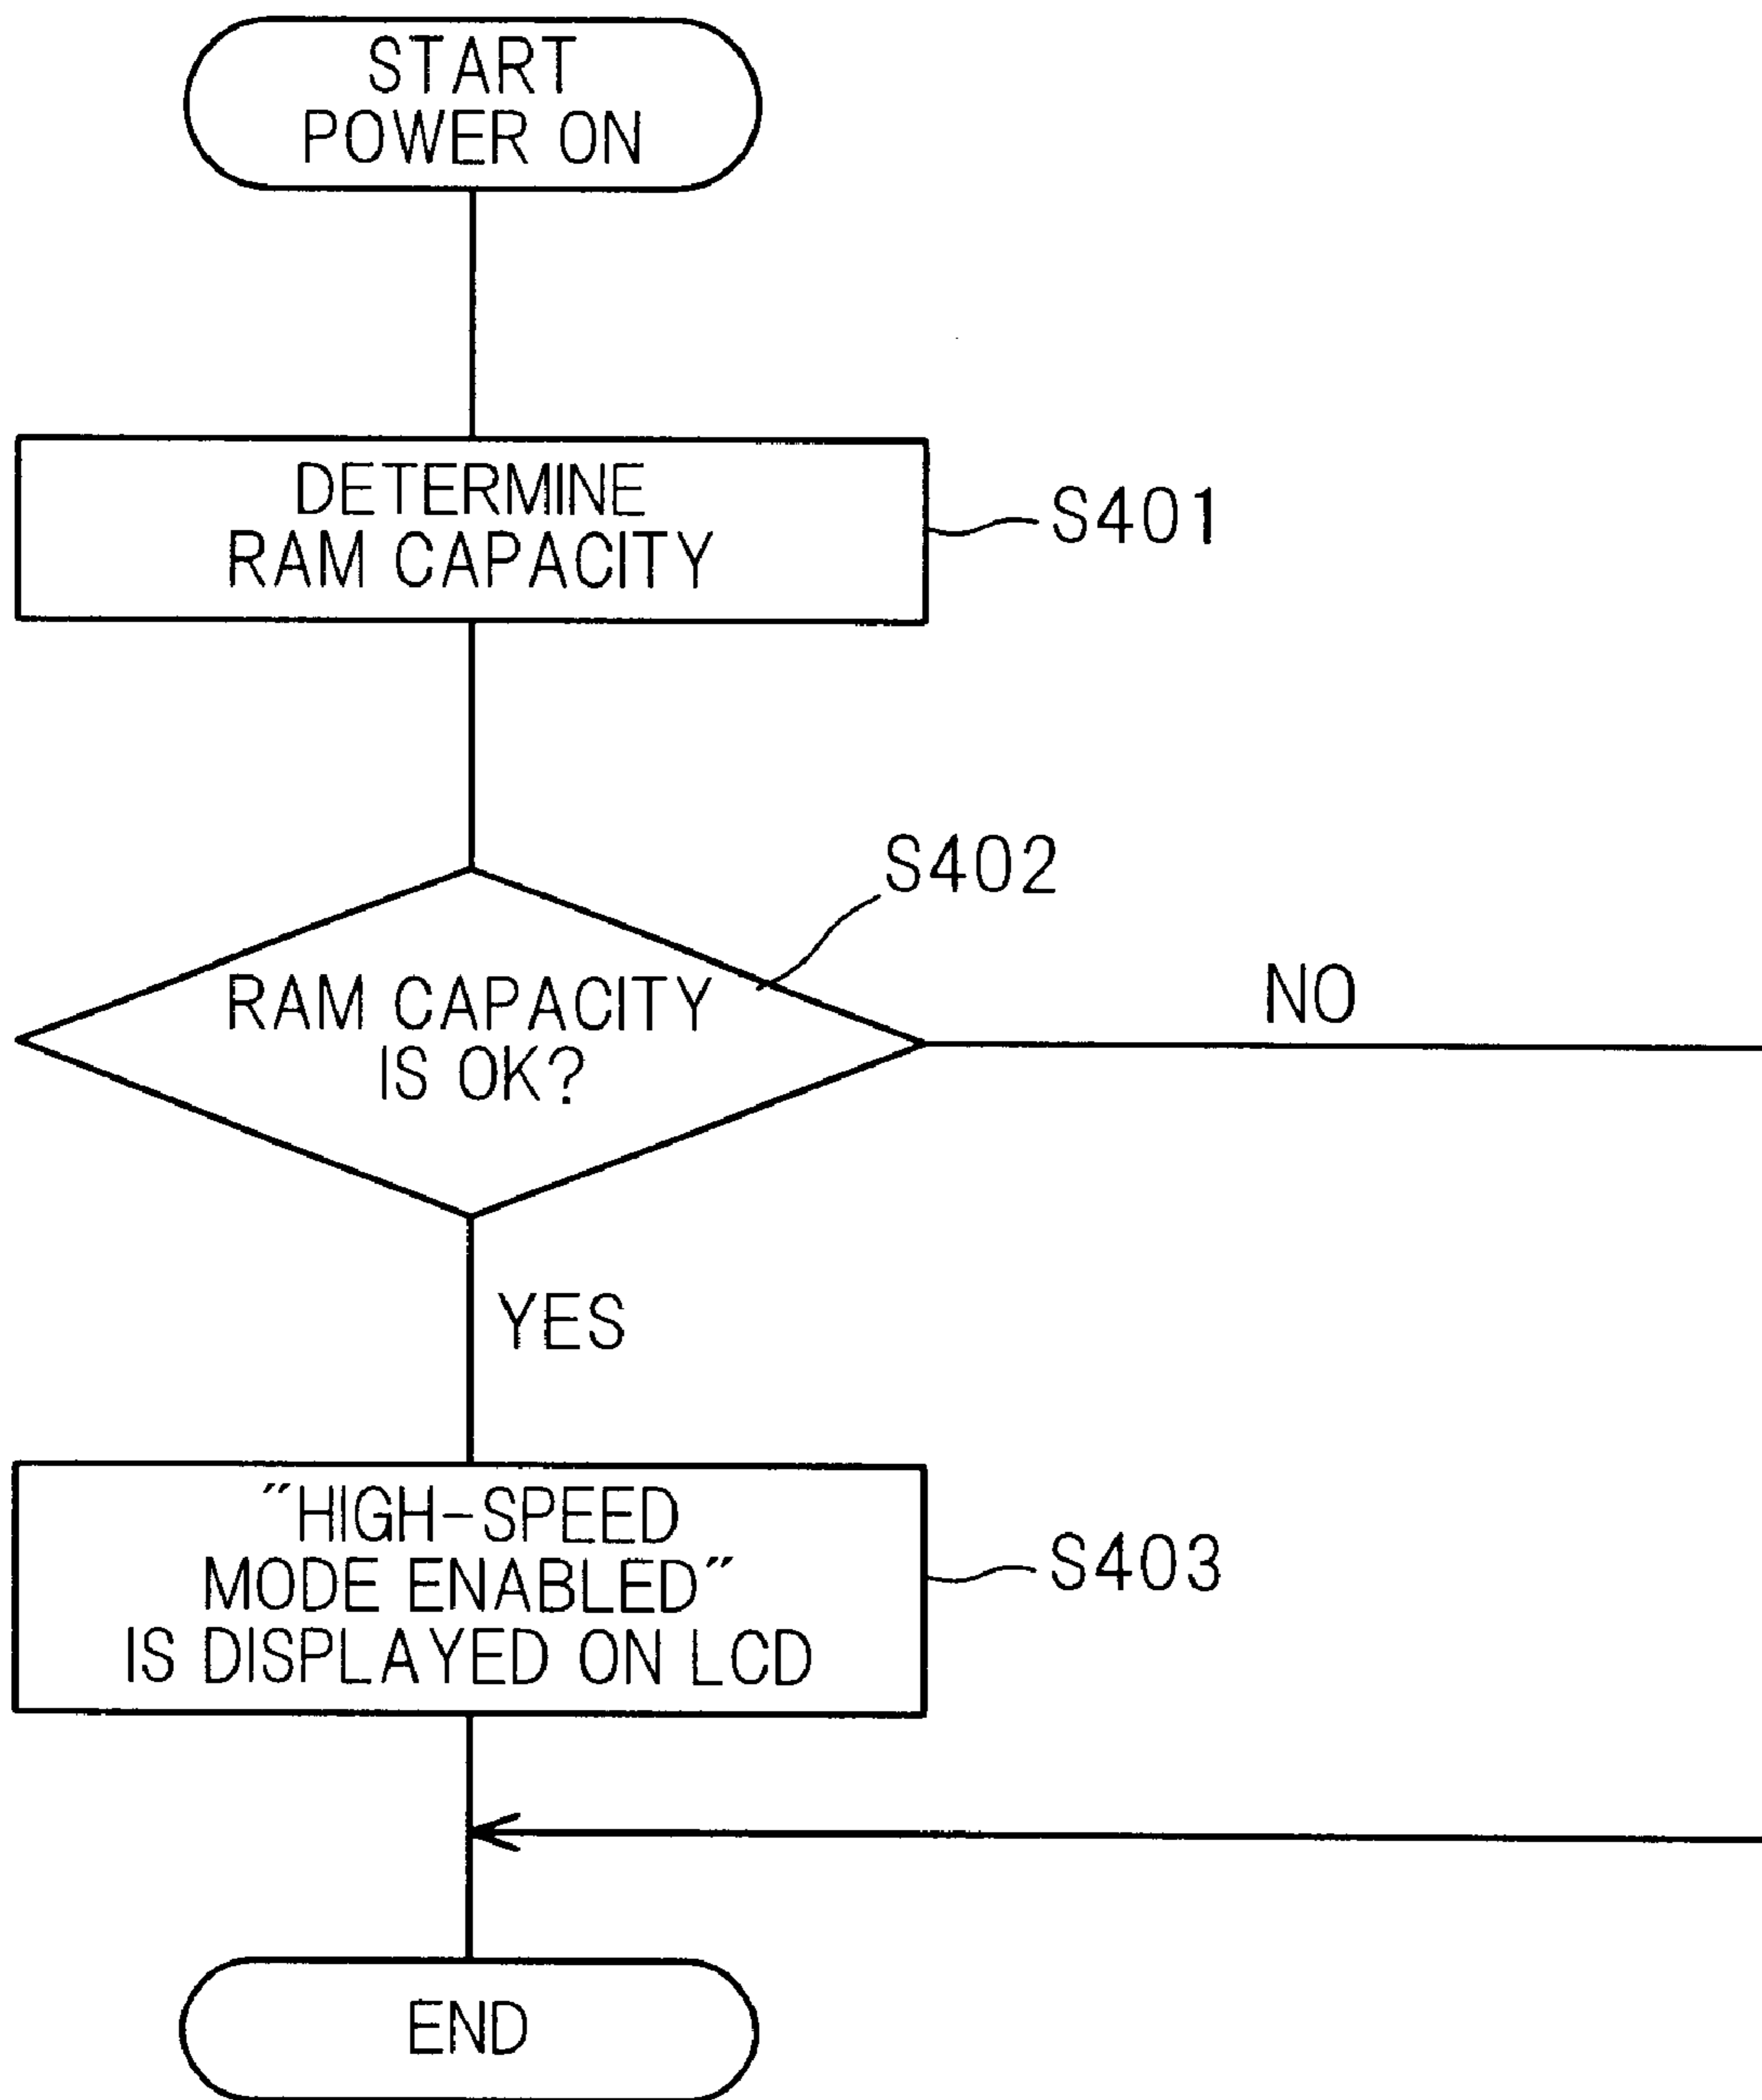 START
POWER ON
DETERMINE
RAM CAPACITY
S401
S402
RAM CAPACITY
IS OK?
NO
YES
"HIGH-SPEED
MODE ENABLED"
IS DISPLAYED ON LCD
S403
END